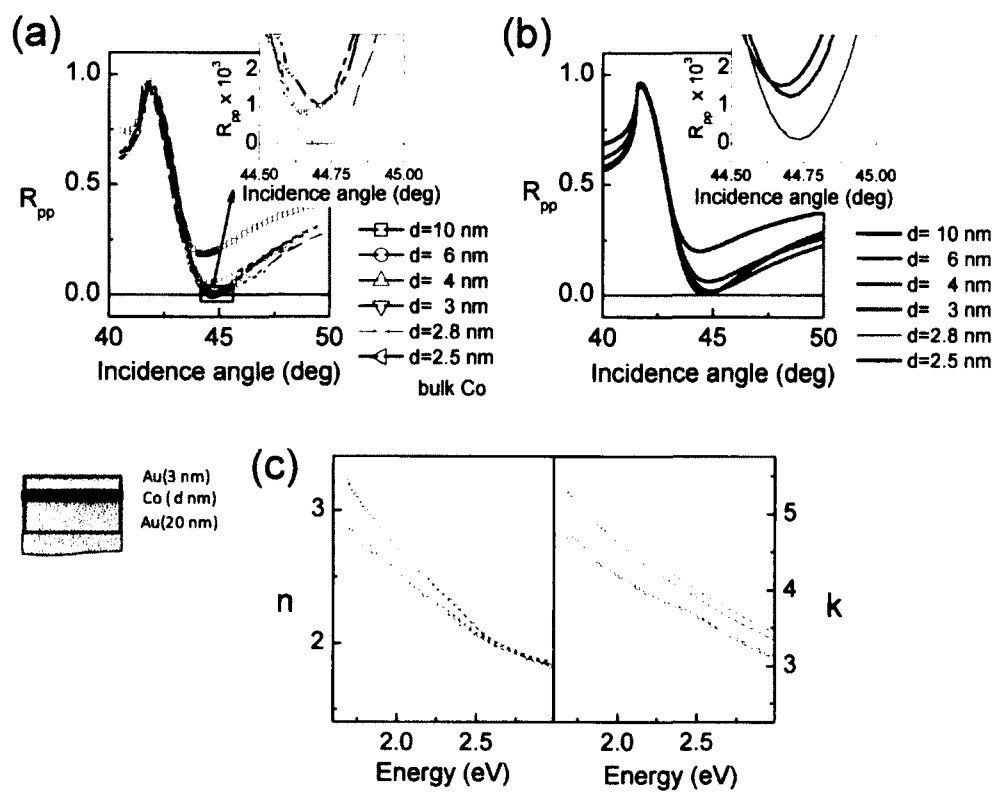 (a)
1.0
0.5
0.0
R_pp
40
45
50
Incidence angle (deg)
R_pp x 10³
2
1
0
44.50
44.75
45.00
Incidence angle (deg)
d=10 nm
d= 6 nm
d= 4 nm
d= 3 nm
d=2.8 nm
d=2.5 nm
bulk Co
(b)
1.0
0.5
0.0
R_pp
40
45
50
Incidence angle (deg)
R_pp x 10³
2
1
0
44.50
44.75
45.00
Incidence angle (deg)
d= 10 nm
d= 6 nm
d= 4 nm
d= 3 nm
d=2.8 nm
d=2.5 nm
Au(3 nm)
Co ( d nm)
Au(20 nm)
(c)
3
2
n
2.0
2.5
Energy (eV)
5
4
3
k
2.0
2.5
Energy (eV)